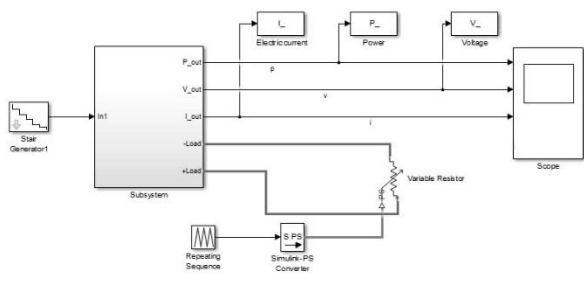 I_
P_
V_
Electric current
Power
Voltage
P_out
p
V_out
v
In1
I_out
i
-Load
+Load
Stair
Generator1
Subsystem
Scope
Variable Resistor
PS
S PS
Repeating
Sequence
Simulink-PS
Converter